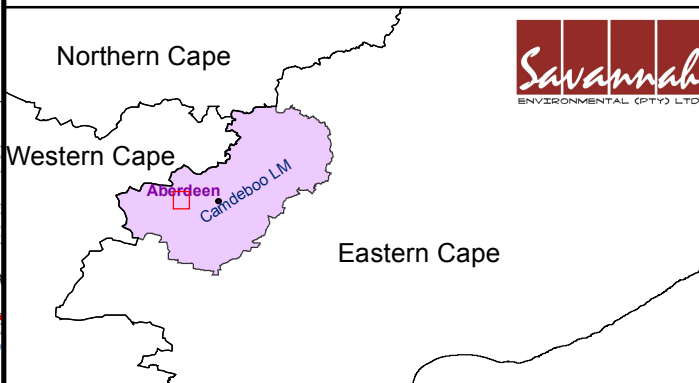 Northern Cape
Savannah
ENVIRONMENTAL (PTY) LTD
Western Cape
Aberdeen
Camdeboo LM
Eastern Cape